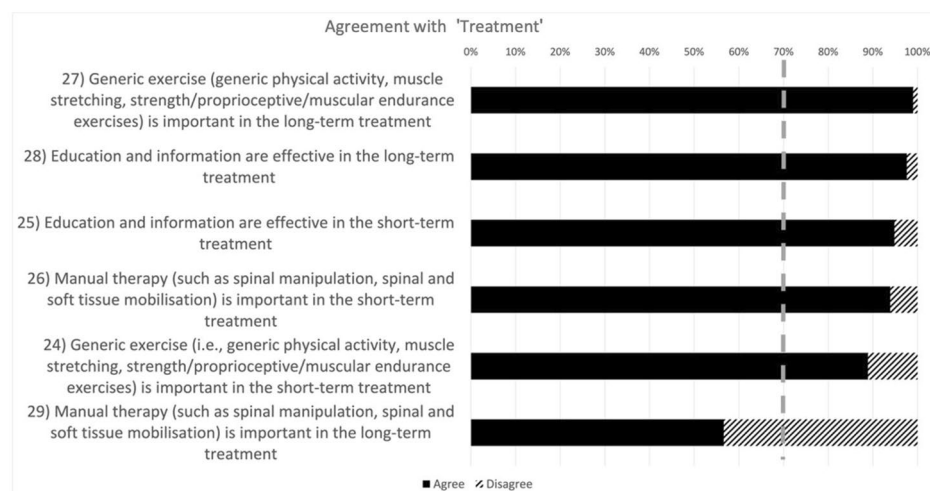 Agreement with 'Treatment'
0% 10% 20% 30% 40% 50% 60% 70% 80% 90% 100%
27) Generic exercise (generic physical activity, muscle
stretching, strength/proprioceptive/muscular endurance
exercises) is important in the long-term treatment
28) Education and information are effective in the long-term
treatment
25) Education and information are effective in the short-term
treatment
26) Manual therapy (such as spinal manipulation, spinal and
soft tissue mobilisation) is important in the short-term
treatment
24) Generic exercise (i.e., generic physical activity, muscle
stretching, strength/proprioceptive/muscular endurance
exercises) is important in the short-term treatment
29) Manual therapy (such as spinal manipulation, spinal and
soft tissue mobilisation) is important in the long-term
treatment
Agree Disagree